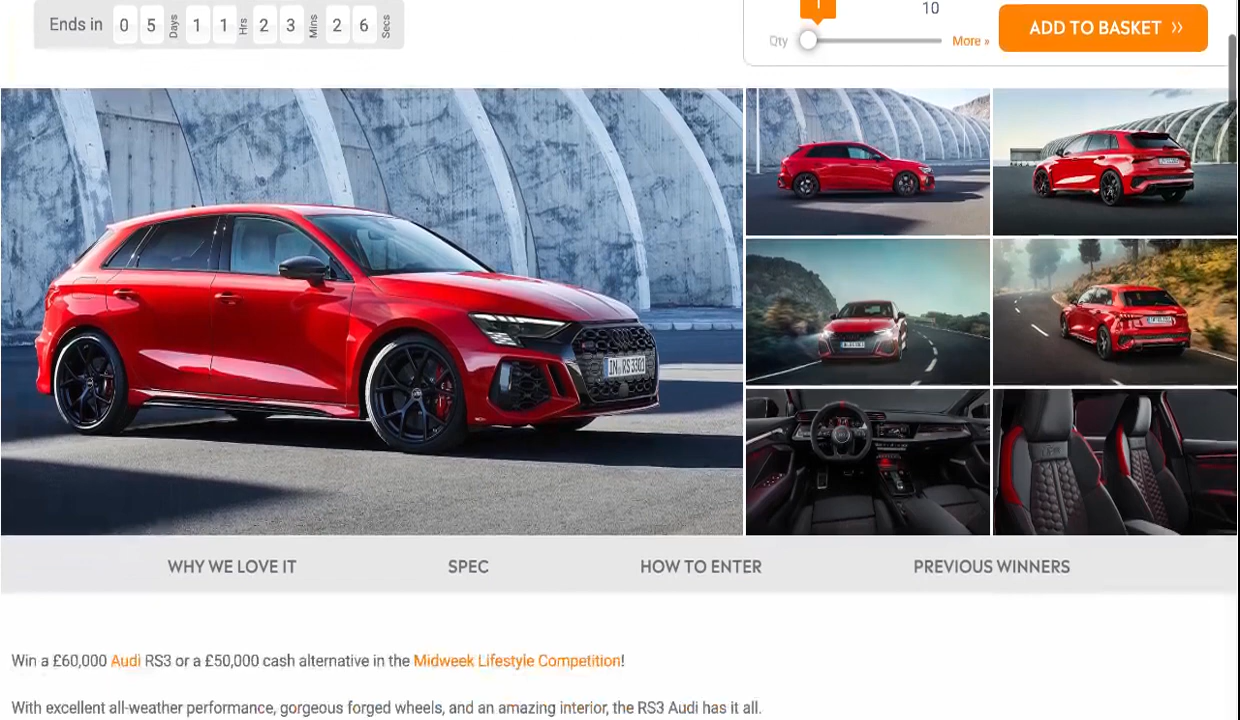 Ends in 0 5 Days 1 1 Hrs 2 3 Mins 2 6 Secs
1 10
Qty More »
ADD TO BASKET »
IN RS 3301
WHY WE LOVE IT SPEC HOW TO ENTER PREVIOUS WINNERS
Win a £60,000 Audi RS3 or a £50,000 cash alternative in the Midweek Lifestyle Competition!
With excellent all-weather performance, gorgeous forged wheels, and an amazing interior, the RS3 Audi has it all.